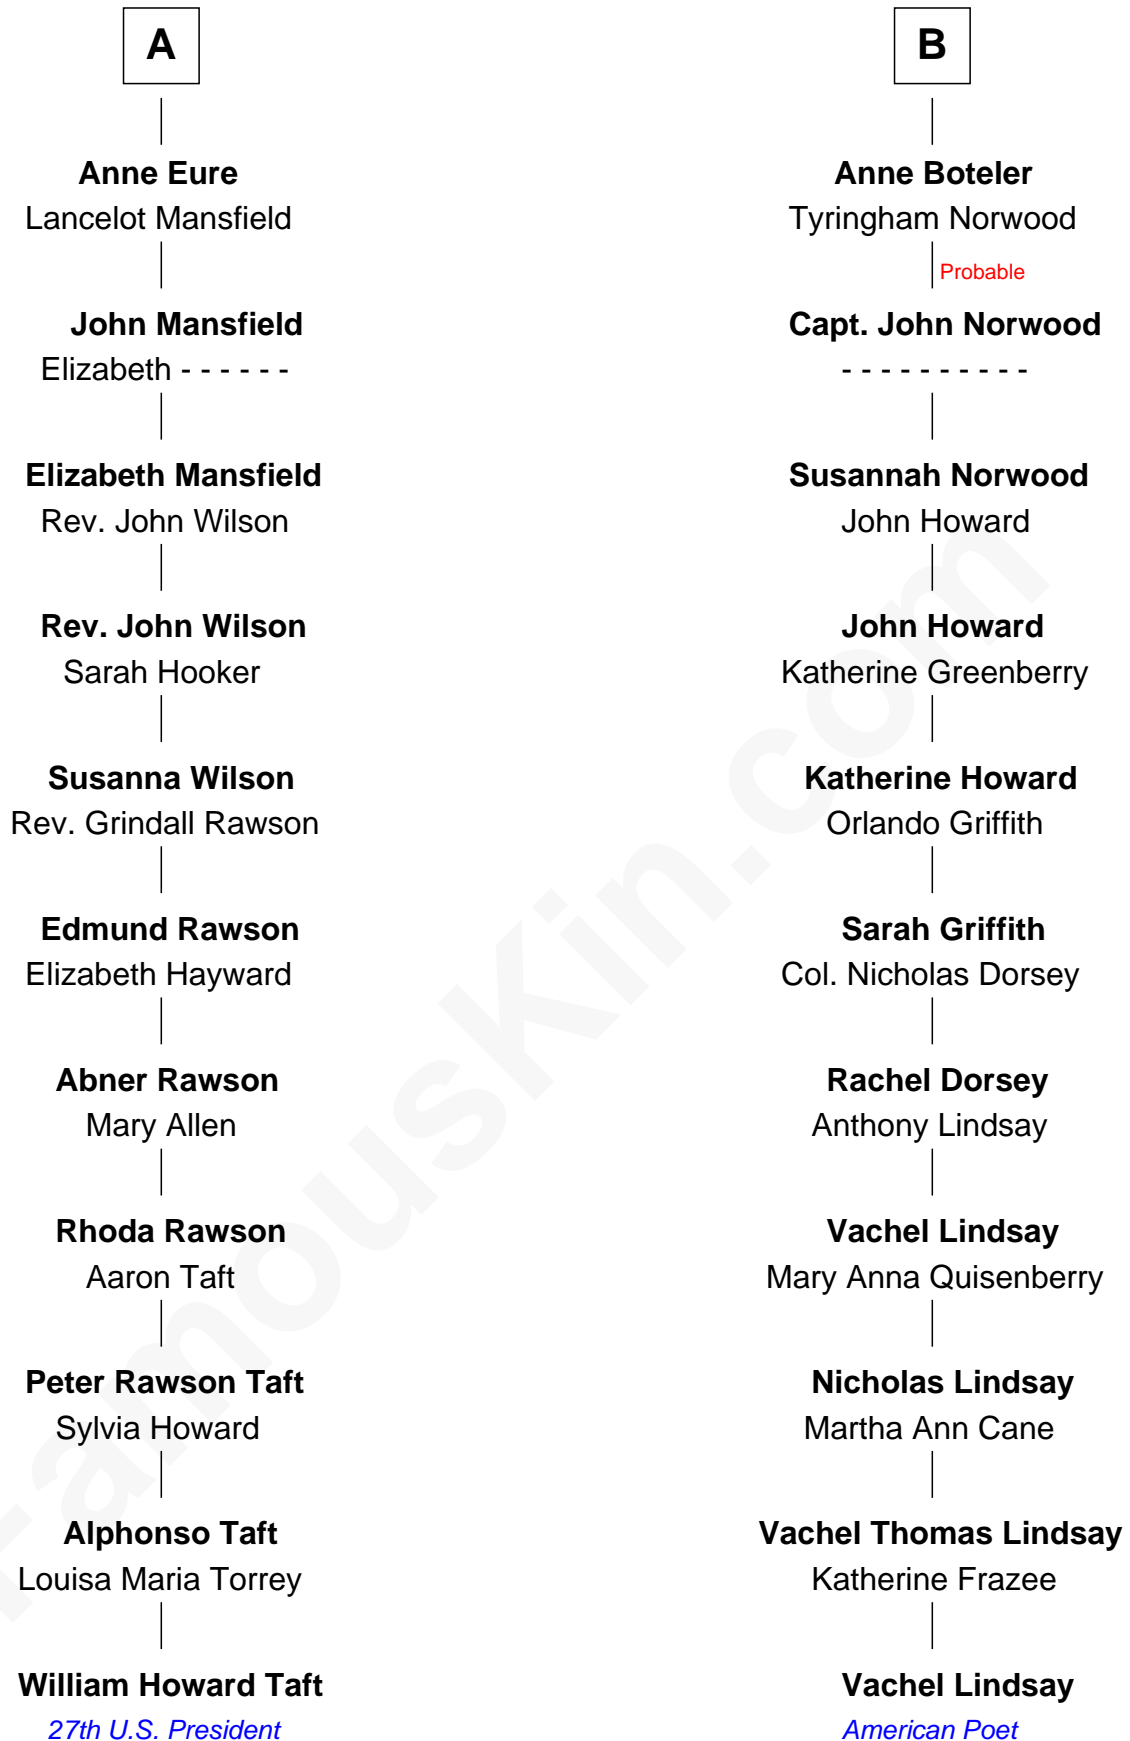 A
Anne Eure
Lancelot Mansfield
John Mansfield
Elizabeth - - - - - -
Elizabeth Mansfield
Rev. John Wilson
Rev. John Wilson
Sarah Hooker
Susanna Wilson
Rev. Grindall Rawson
Edmund Rawson
Elizabeth Hayward
Abner Rawson
Mary Allen
Rhoda Rawson
Aaron Taft
Peter Rawson Taft
Sylvia Howard
Alphonso Taft
Louisa Maria Torrey
William Howard Taft
27th U.S. President
B
Anne Boteler
Tyringham Norwood
Probable
Capt. John Norwood
- - - - - - - - - -
Susannah Norwood
John Howard
John Howard
Katherine Greenberry
Katherine Howard
Orlando Griffith
Sarah Griffith
Col. Nicholas Dorsey
Rachel Dorsey
Anthony Lindsay
Vachel Lindsay
Mary Anna Quisenberry
Nicholas Lindsay
Martha Ann Cane
Vachel Thomas Lindsay
Katherine Frazee
Vachel Lindsay
American Poet
FamousKin.com